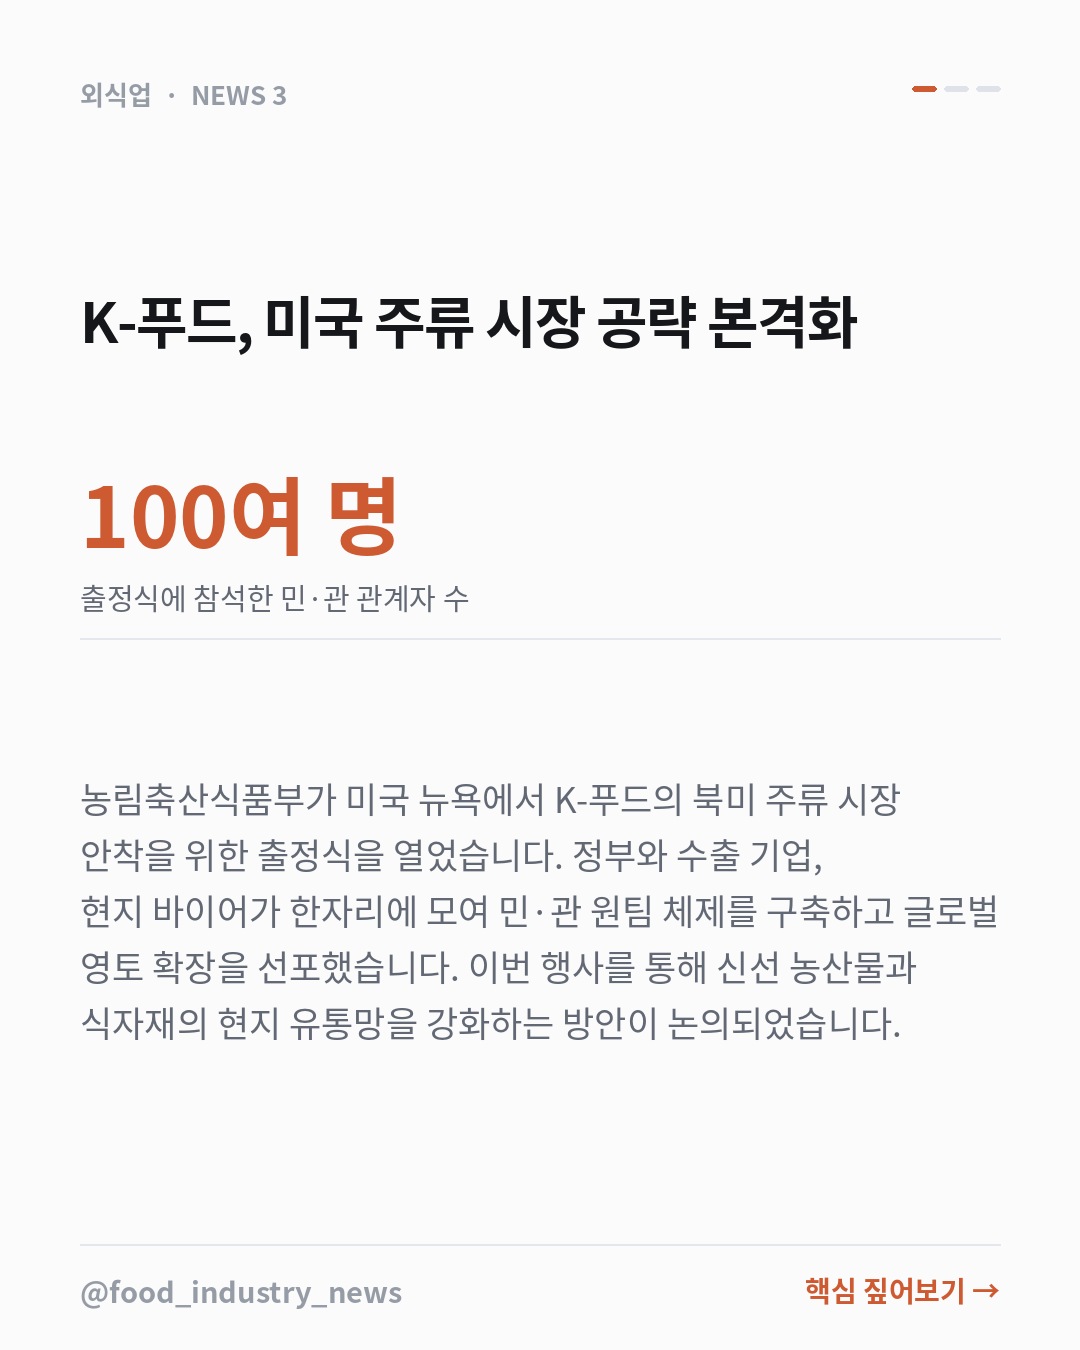 외식업 · NEWS 3
K-푸드, 미국 주류 시장 공략 본격화
100여 명
출정식에 참석한 민·관 관계자 수
농림축산식품부가 미국 뉴욕에서 K-푸드의 북미 주류 시장
안착을 위한 출정식을 열었습니다. 정부와 수출 기업,
현지 바이어가 한자리에 모여 민·관 원팀 체제를 구축하고 글로벌
영토 확장을 선포했습니다. 이번 행사를 통해 신선 농산물과
식자재의 현지 유통망을 강화하는 방안이 논의되었습니다.
@food_industry_news
핵심 짚어보기 →